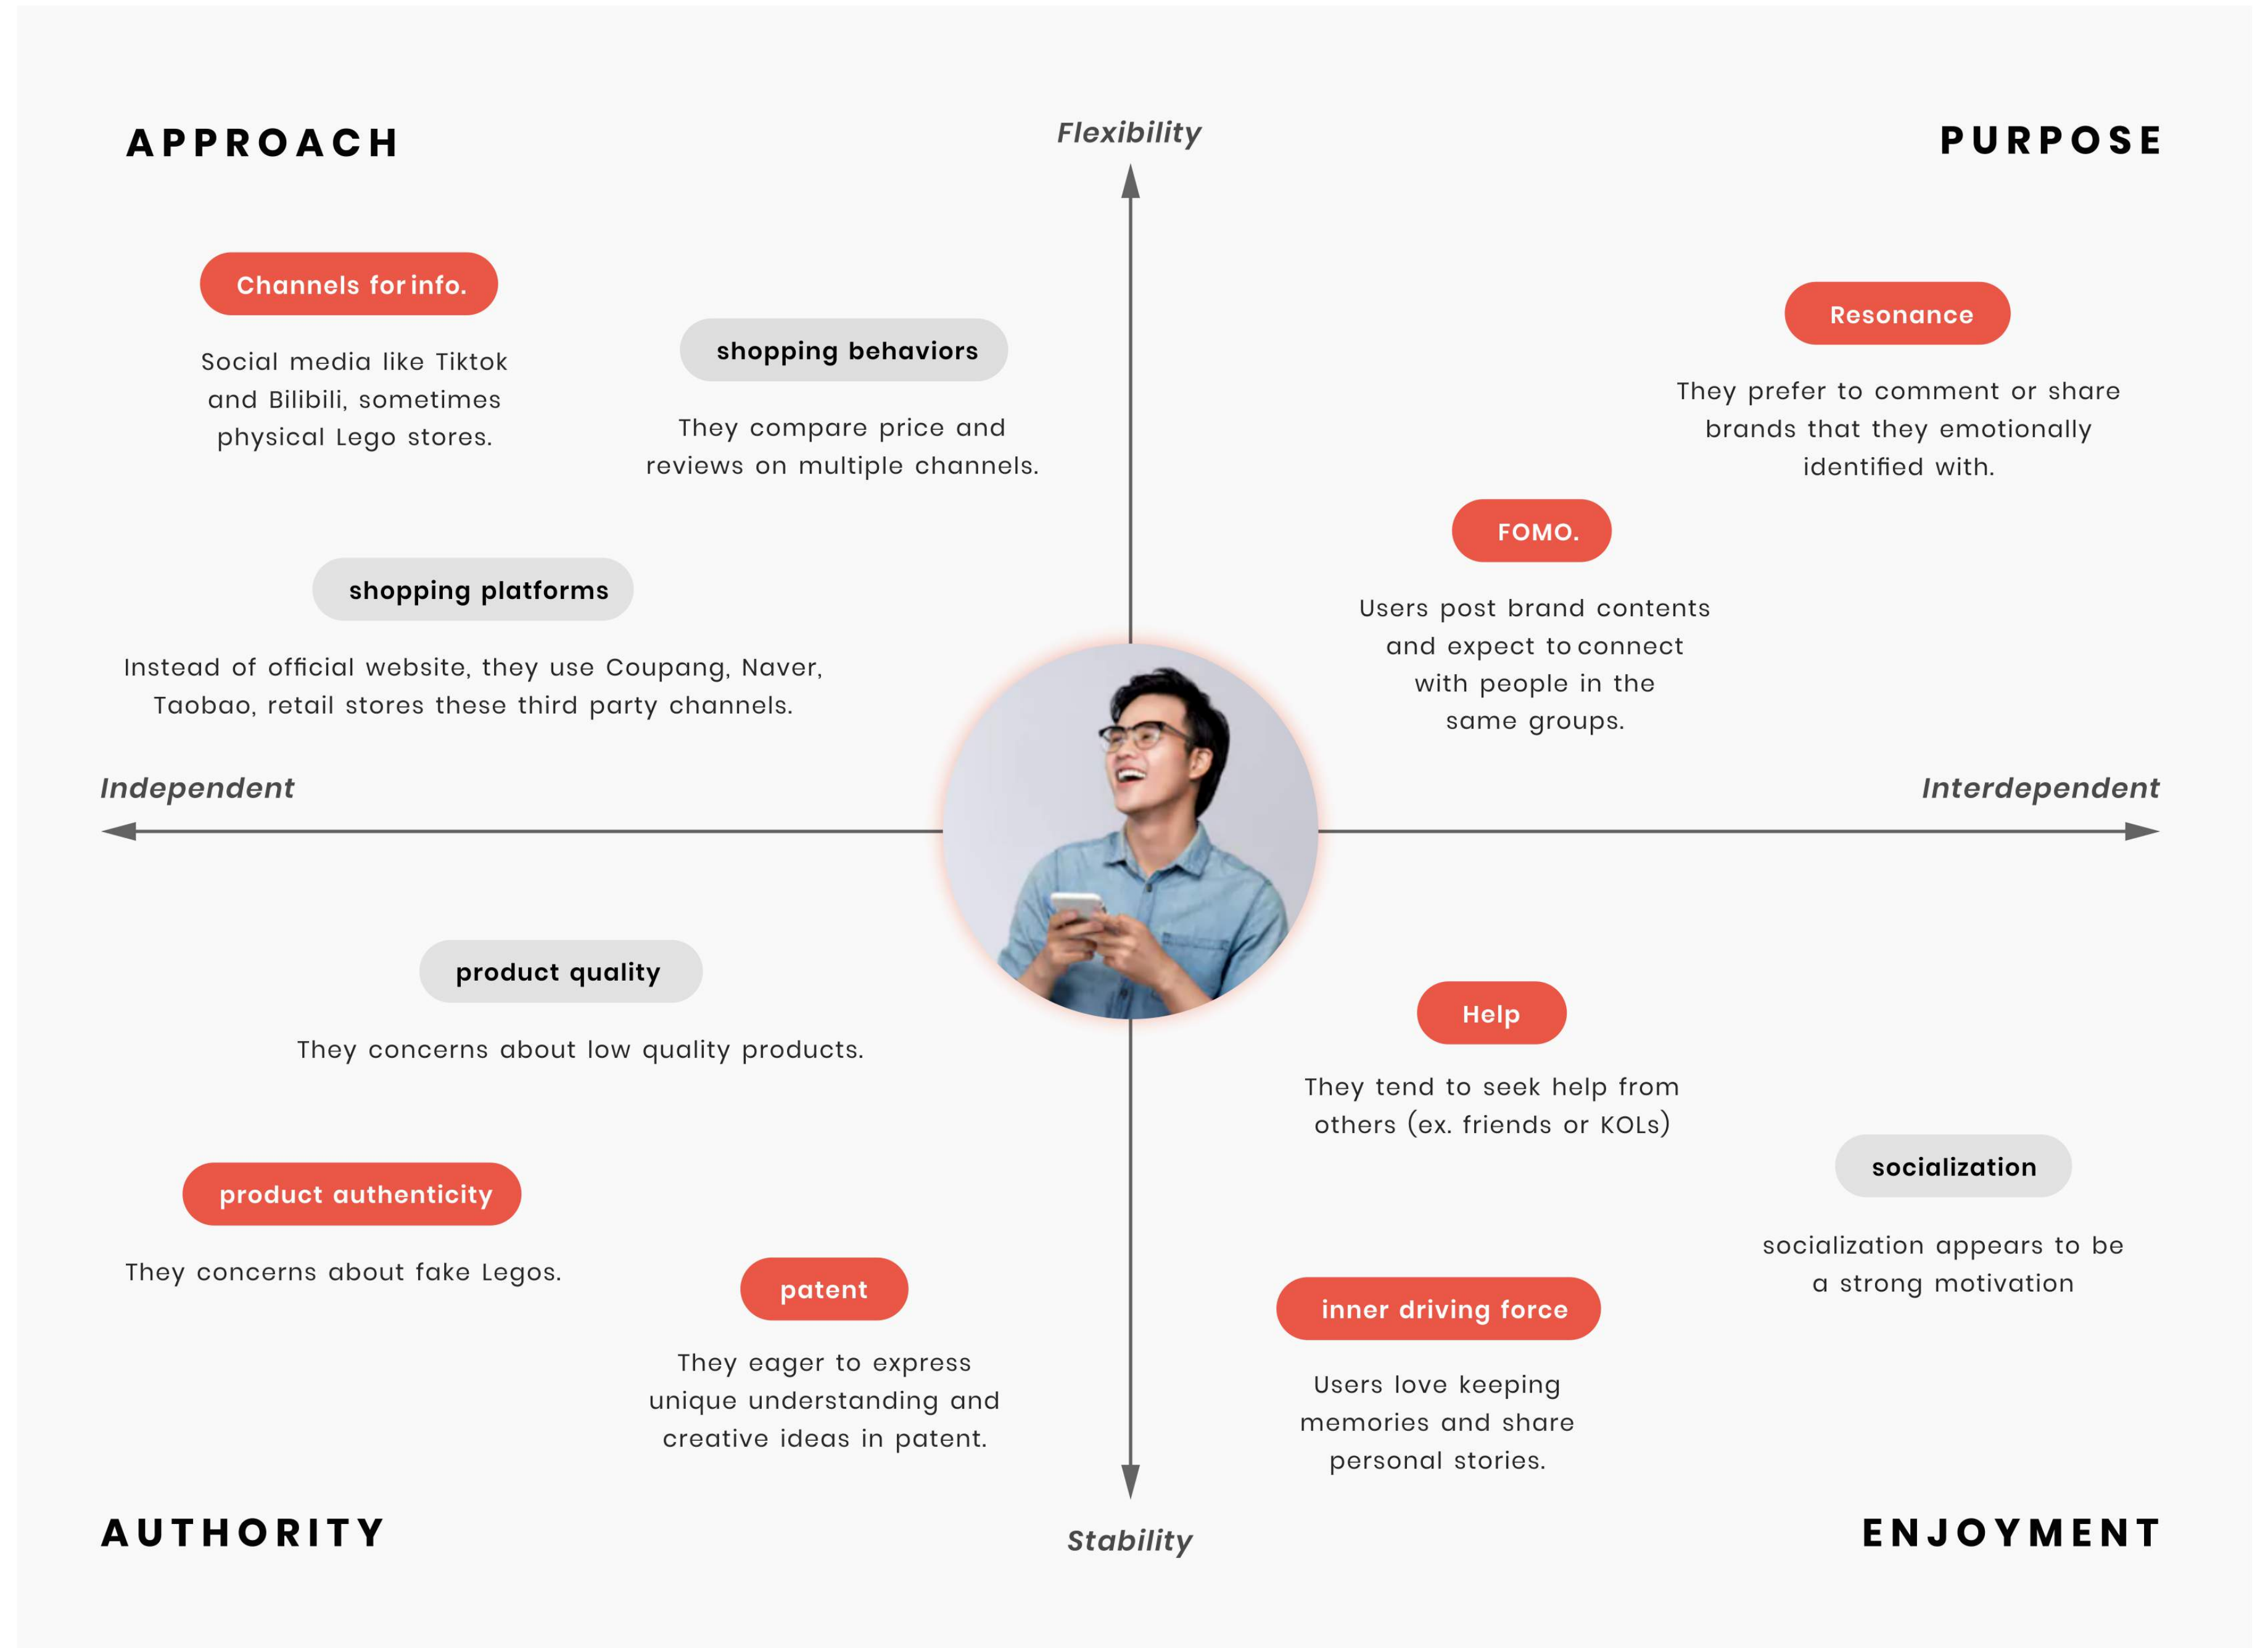 APPROACH
Flexibility
PURPOSE
Channels for info.
Social media like Tiktok
and Bilibili, sometimes
physical Lego stores.
shopping behaviors
They compare price and
reviews on multiple channels.
shopping platforms
Instead of official website, they use Coupang, Naver,
Taobao, retail stores these third party channels.
Resonance
They prefer to comment or share
brands that they emotionally
identified with.
FOMO.
Users post brand contents
and expect to connect
with people in the
same groups.
Independent
Interdependent
product quality
They concerns about low quality products.
product authenticity
They concerns about fake Legos.
patent
They eager to express
unique understanding and
creative ideas in patent.
Help
They tend to seek help from
others (ex. friends or KOLs)
socialization
socialization appears to be
a strong motivation
inner driving force
Users love keeping
memories and share
personal stories.
AUTHORITY
Stability
ENJOYMENT